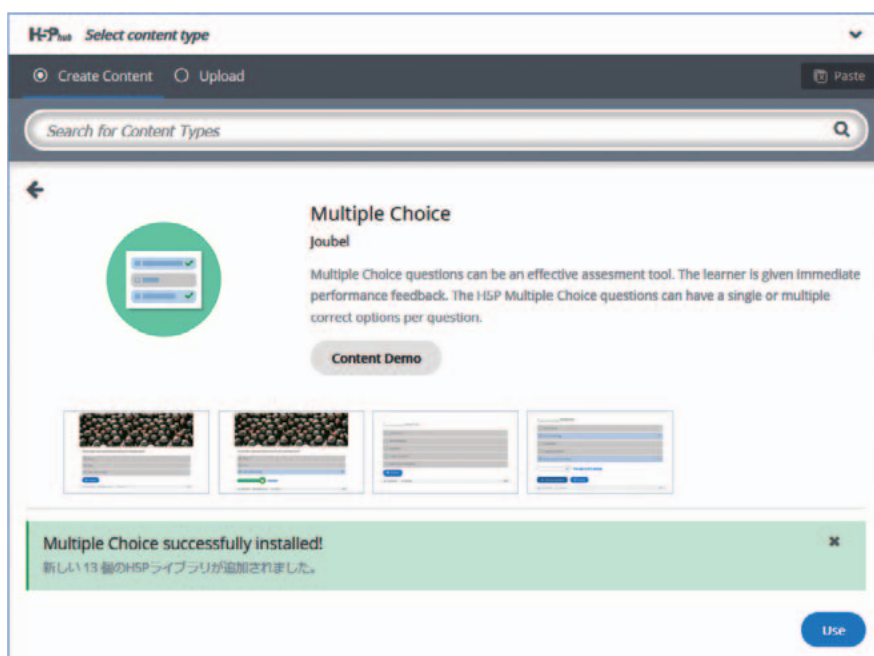 H5Phub Select content type
Create Content Upload Paste
Search for Content Types
Multiple Choice
Joubel
Multiple Choice questions can be an effective assesment tool. The learner is given immediate
performance feedback. The H5P Multiple Choice questions can have a single or multiple
correct options per question.
Content Demo
Multiple Choice successfully installed!
新しい 13 個のH5Pライブラリが追加されました。
Use